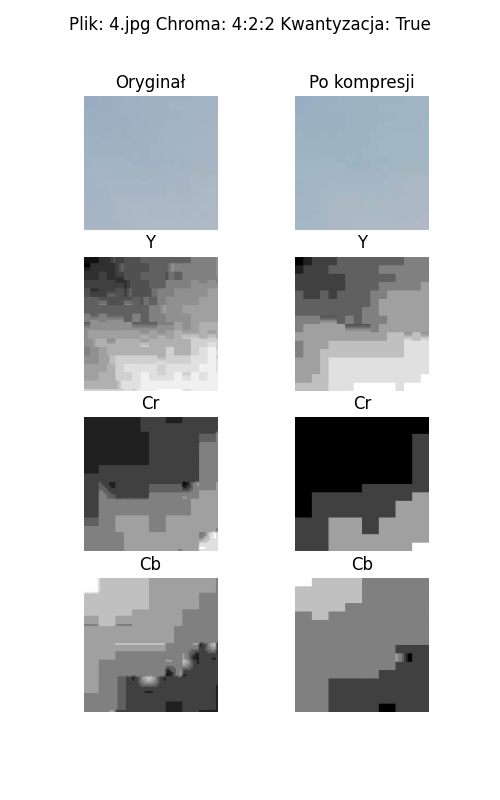 Plik: 4.jpg Chroma: 4:2:2 Kwantyzacja: True
Oryginał Po kompresji
Y Y
Cr Cr
Cb Cb